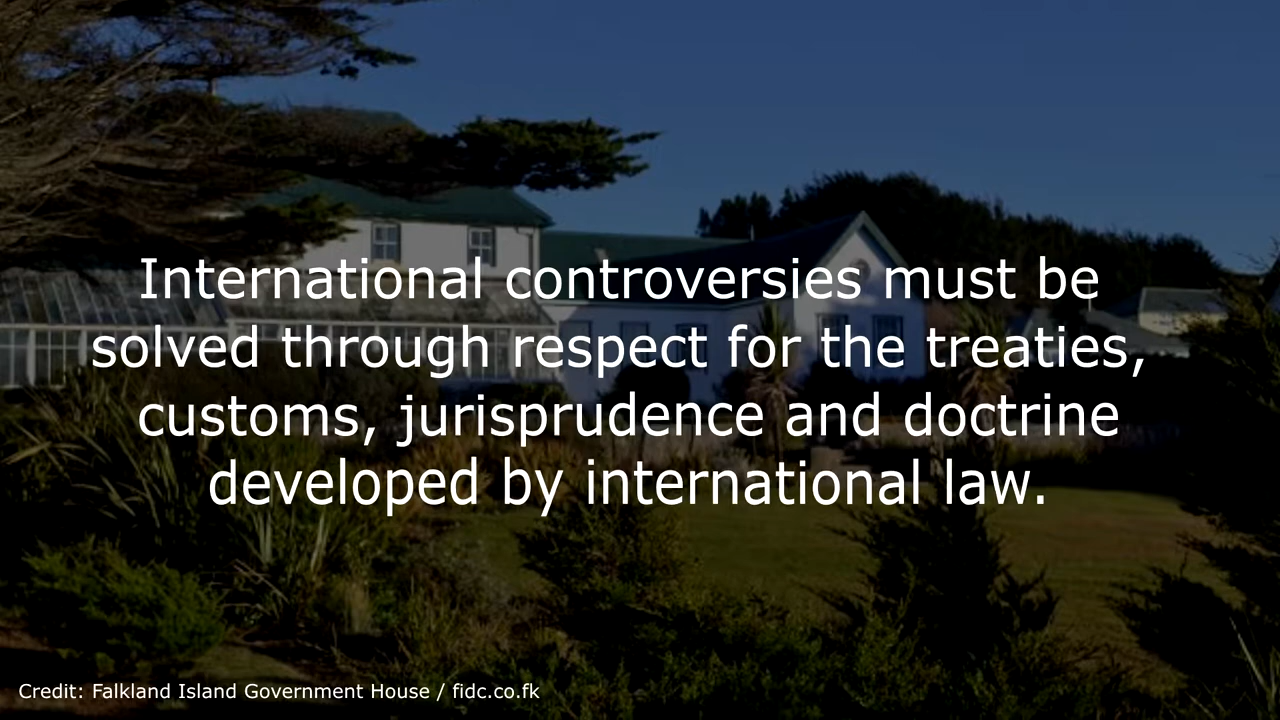 International controversies must be
solved through respect for the treaties,
customs, jurisprudence and doctrine
developed by international law.
Credit: Falkland Island Government House / fidc.co.fk